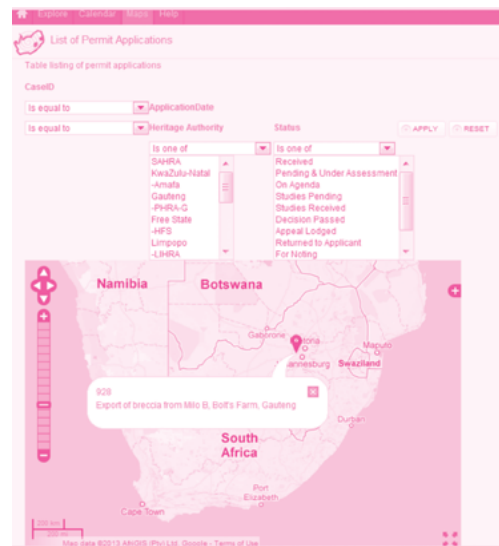 Explore Calendar Maps Help
List of Permit Applications
Table listing of permit applications
CaseID
Is equal to ApplicationDate
Is equal to Heritage Authority Status APPLY RESET
Is one of Is one of
SAHRA Received
KwaZulu-Natal Pending & Under Assessment
-Amafa On Agenda
Gauteng Studies Pending
-PHRA-G Studies Received
Free State Decision Passed
-HFS Appeal Lodged
Limpopo Returned to Applicant
-LIHRA For Noting
Namibia Botswana
Gaborone
Maputo
Swaziland
928
Export of breccia from Milo B, Bolt's Farm, Gauteng
Durban
South
Africa
Port
Elizabeth
Cape Town
200 km
200 mi
Map data ©2013 AfriGIS (Pty) Ltd, Google - Terms of Use